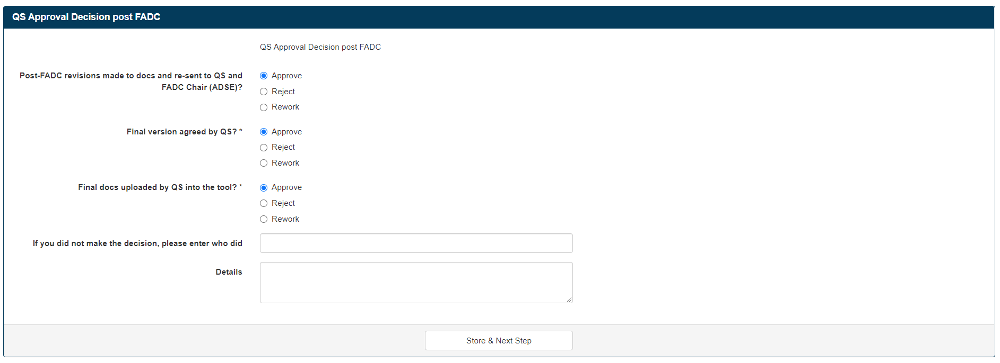 QS Approval Decision post FADC
QS Approval Decision post FADC
Post-FADC revisions made to docs and re-sent to QS and
FADC Chair (ADSE)?
Approve
Reject
Rework
Final version agreed by QS? *
Approve
Reject
Rework
Final docs uploaded by QS into the tool? *
Approve
Reject
Rework
If you did not make the decision, please enter who did
Details
Store & Next Step